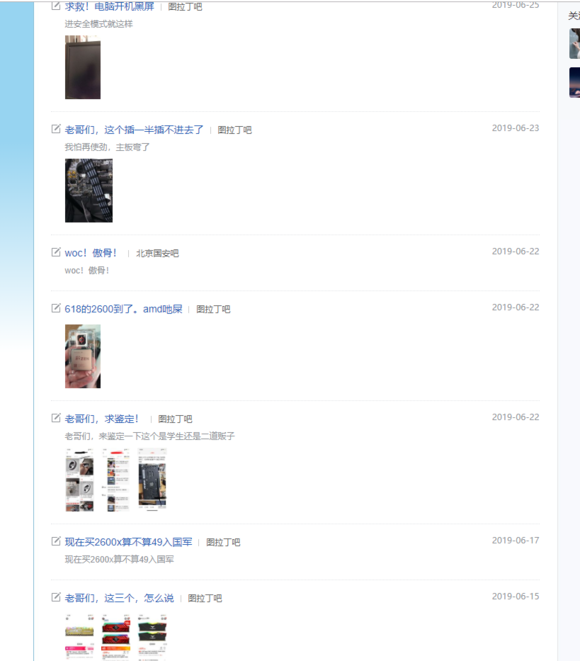 求救！电脑开机黑屏 | 图拉丁吧 2019-06-25
关
进安全模式就这样
老哥们，这个插一半插不进去了 | 图拉丁吧 2019-06-23
我怕再使劲，主板弯了
woc！傲骨！ | 北京国安吧 2019-06-22
woc！傲骨！
618的2600到了。amd地屎 | 图拉丁吧 2019-06-22
老哥们，求鉴定！ | 图拉丁吧 2019-06-22
老哥们，来鉴定一下这个是学生还是二道贩子
现在买2600x算不算49入国军 | 图拉丁吧 2019-06-17
现在买2600x算不算49入国军
老哥们，这三个，怎么说 | 图拉丁吧 2019-06-15